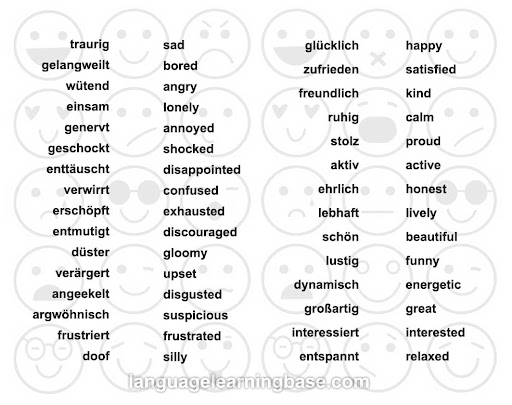 traurig sad
gelangweilt bored
wütend angry
einsam lonely
genervt annoyed
geschockt shocked
enttäuscht disappointed
verwirrt confused
erschöpft exhausted
entmutigt discouraged
düster gloomy
verärgert upset
angeekelt disgusted
argwöhnisch suspicious
frustriert frustrated
doof silly
glücklich happy
zufrieden satisfied
freundlich kind
ruhig calm
stolz proud
aktiv active
ehrlich honest
lebhaft lively
schön beautiful
lustig funny
dynamisch energetic
großartig great
interessiert interested
entspannt relaxed
languagelearningbase.com